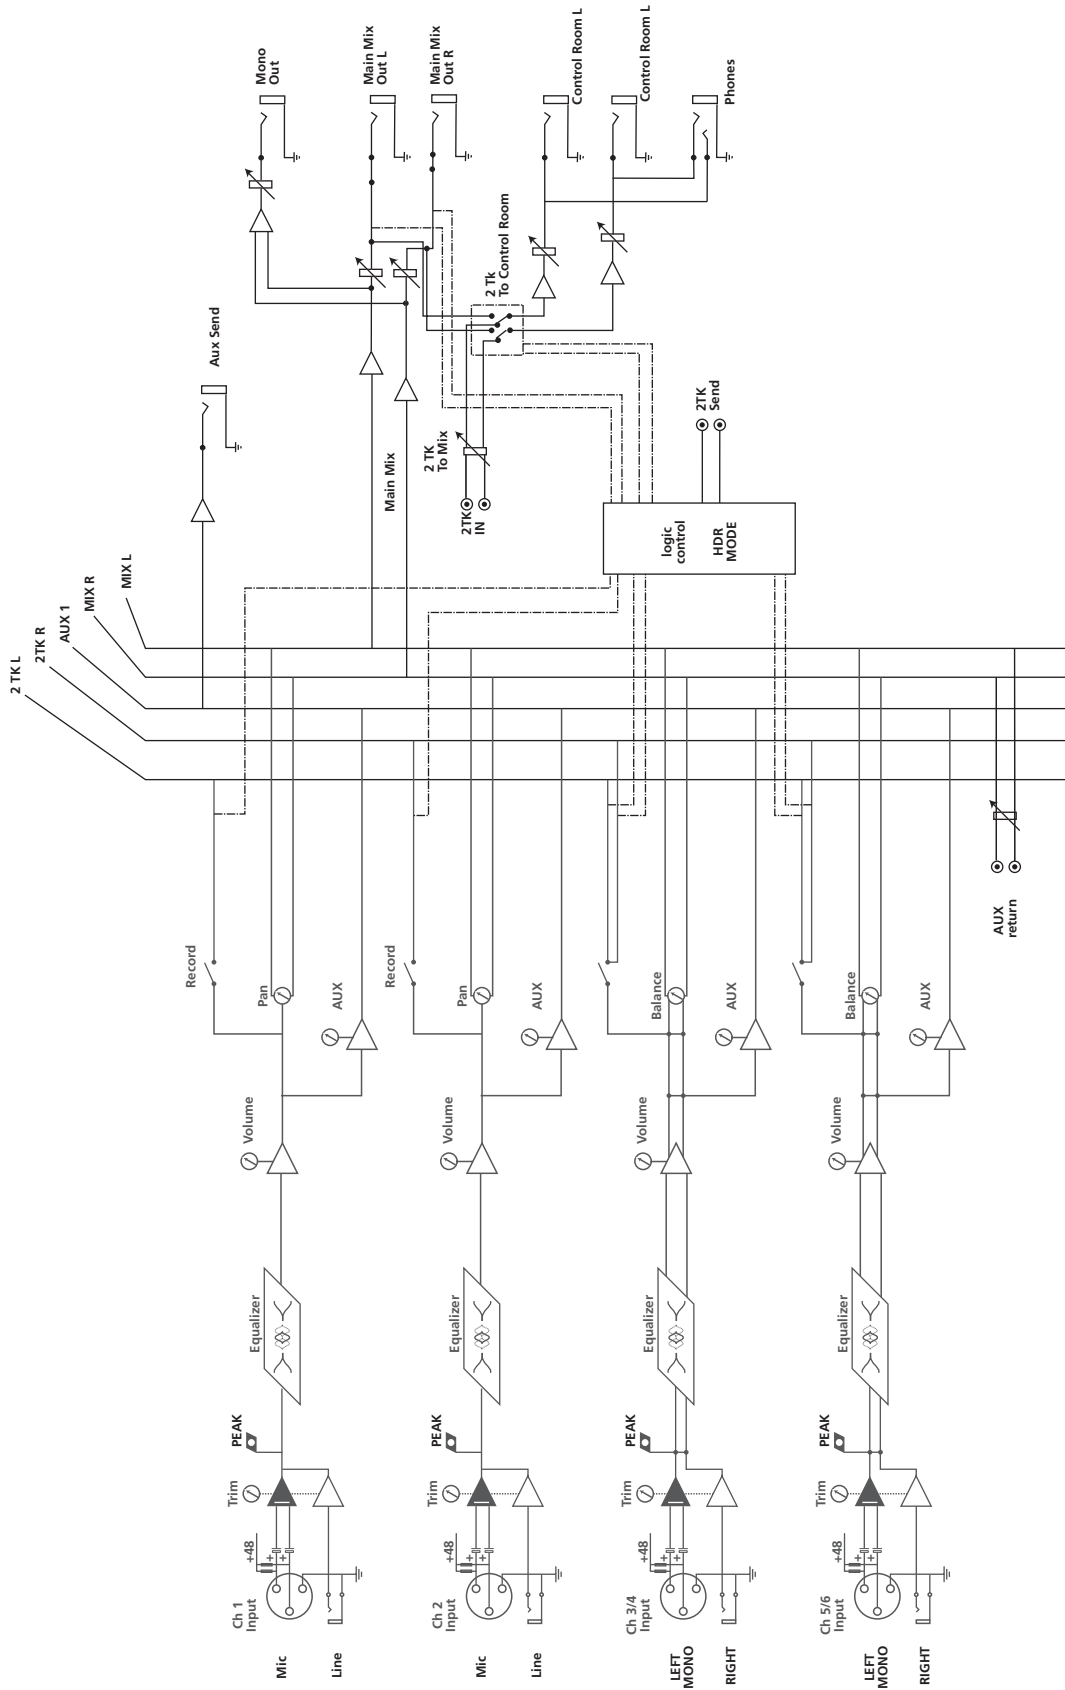 Mono
Out
Main Mix
Out L
Main Mix
Out R
Control Room L
Control Room L
Phones
2 Tk
To Control Room
Aux Send
Main Mix
2 TK
To Mix
2TK
IN
2TK
Send
logic
control
HDR
MODE
2 TK L
2TK R
AUX 1
MIX R
MIX L
Record
Pan
AUX
Record
Pan
AUX
Balance
AUX
Balance
AUX
AUX
return
Volume
Volume
Volume
Volume
Equalizer
Equalizer
Equalizer
Equalizer
PEAK
PEAK
PEAK
PEAK
Trim
Trim
Trim
Trim
+48
+
+
+48
+
+
+48
+
+
+48
+
+
Ch 1
Input
Ch 2
Input
Ch 3/4
Input
Ch 5/6
Input
Mic
Line
Mic
Line
LEFT
MONO
RIGHT
LEFT
MONO
RIGHT